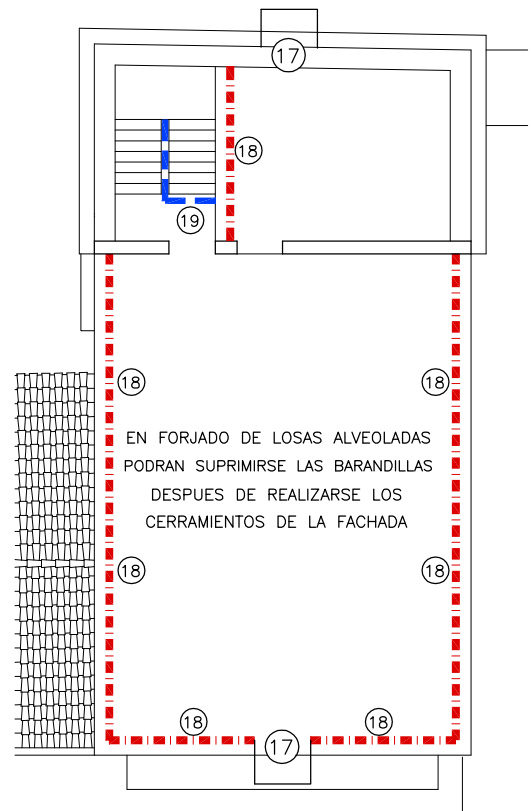 17
18
19
18
18
EN FORJADO DE LOSAS ALVEOLADAS
PODRAN SUPRIMIRSE LAS BARANDILLAS
DESPUES DE REALIZARSE LOS
CERRAMIENTOS DE LA FACHADA
18
18
18
18
17